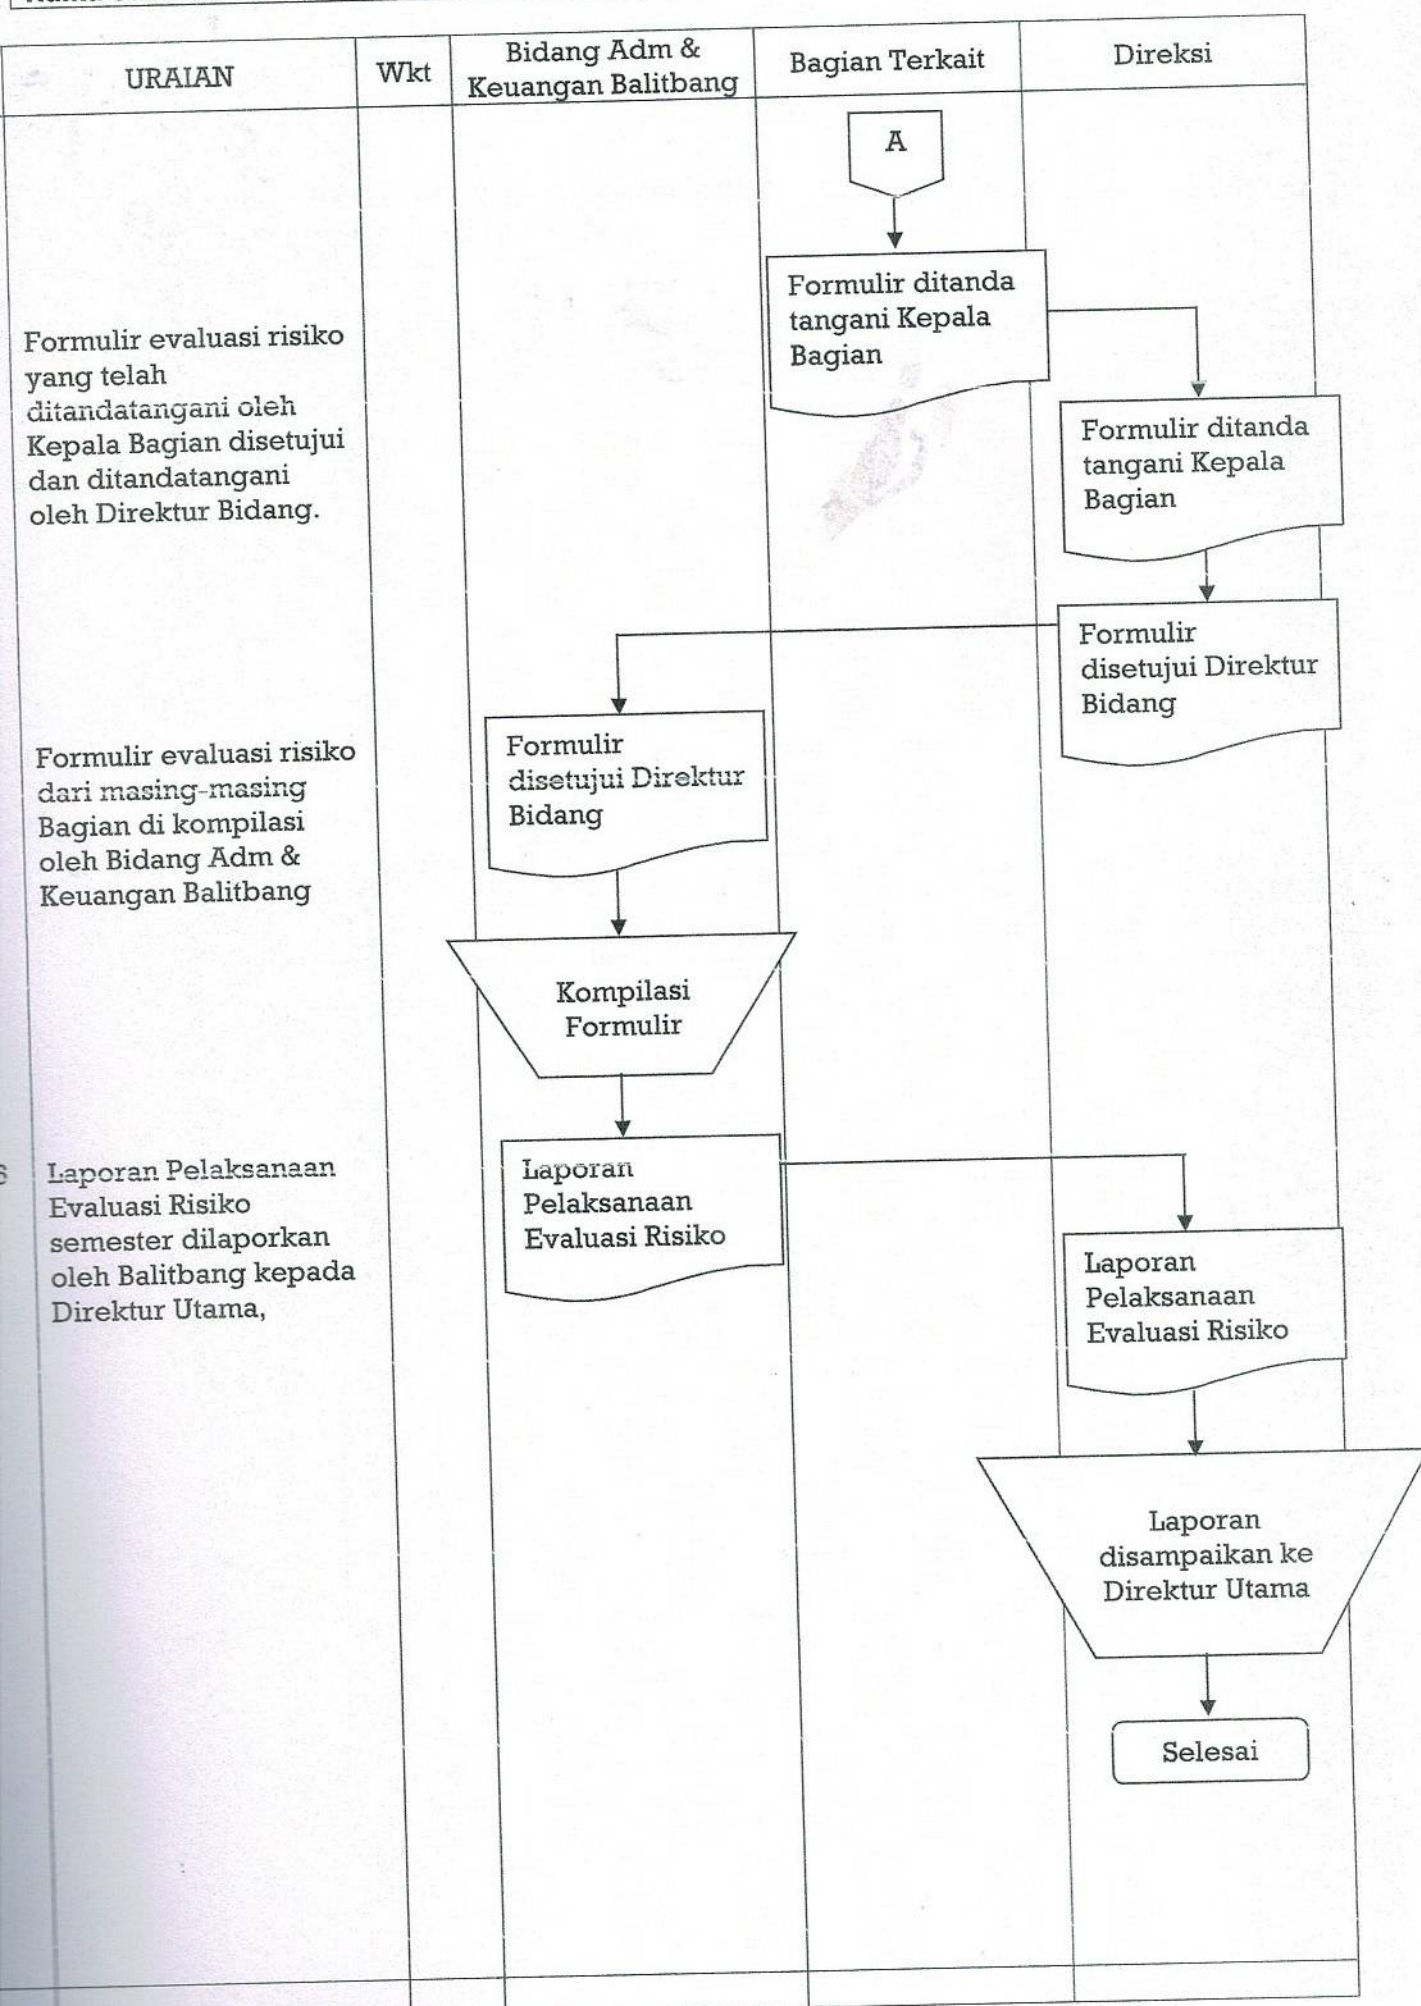 URAIAN
Wkt
Bidang Adm &
Keuangan Balitbang
Bagian Terkait
Direksi
A
Formulir ditanda
tangani Kepala
Bagian
Formulir evaluasi risiko
yang telah
ditandatangani oleh
Kepala Bagian disetujui
dan ditandatangani
oleh Direktur Bidang.
Formulir ditanda
tangani Kepala
Bagian
Formulir
disetujui Direktur
Bidang
Formulir evaluasi risiko
dari masing-masing
Bagian di kompilasi
oleh Bidang Adm &
Keuangan Balitbang
Formulir
disetujui Direktur
Bidang
Kompilasi
Formulir
Laporan Pelaksanaan
Evaluasi Risiko
semester dilaporkan
oleh Balitbang kepada
Direktur Utama,
Laporan
Pelaksanaan
Evaluasi Risiko
Laporan
Pelaksanaan
Evaluasi Risiko
Laporan
disampaikan ke
Direktur Utama
Selesai